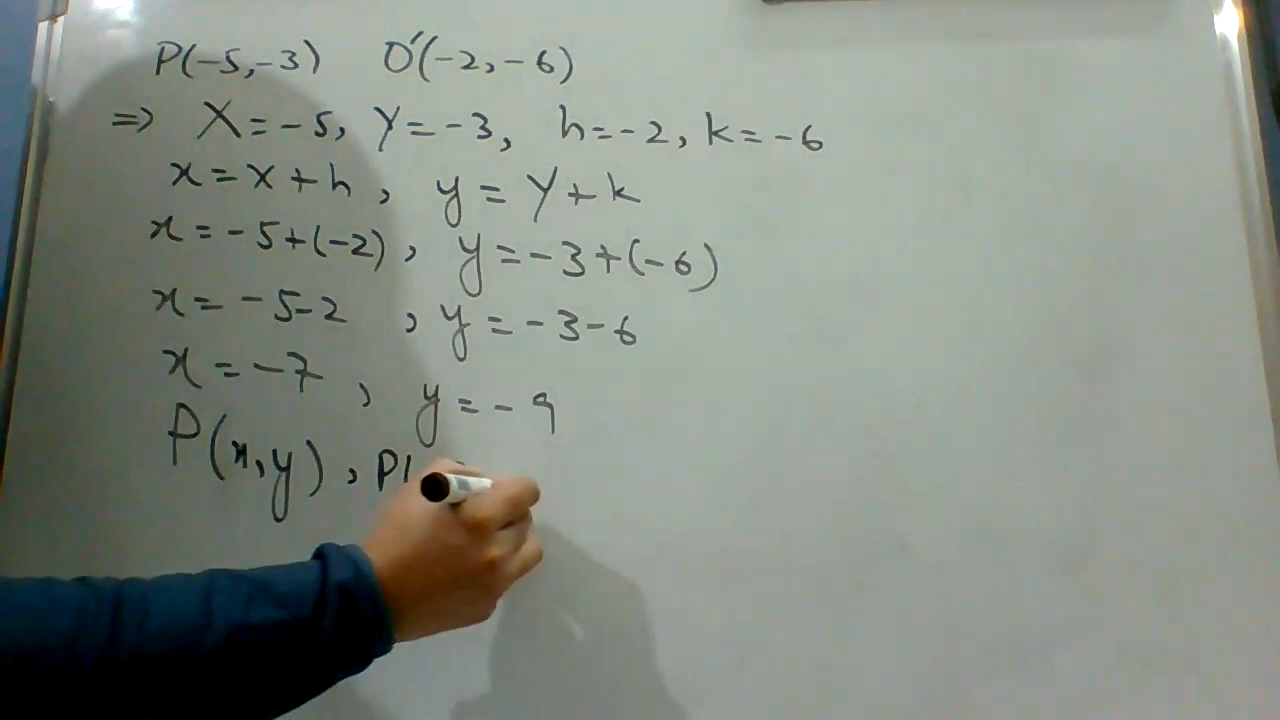 P(-5,-3) O'(-2,-6)
⇒ X=-5, Y=-3, h=-2, k=-6
x=X+h, y=Y+k
x=-5+(-2), y=-3+(-6)
x=-5-2, y=-3-6
x=-7, y=-9
P(x,y), P(